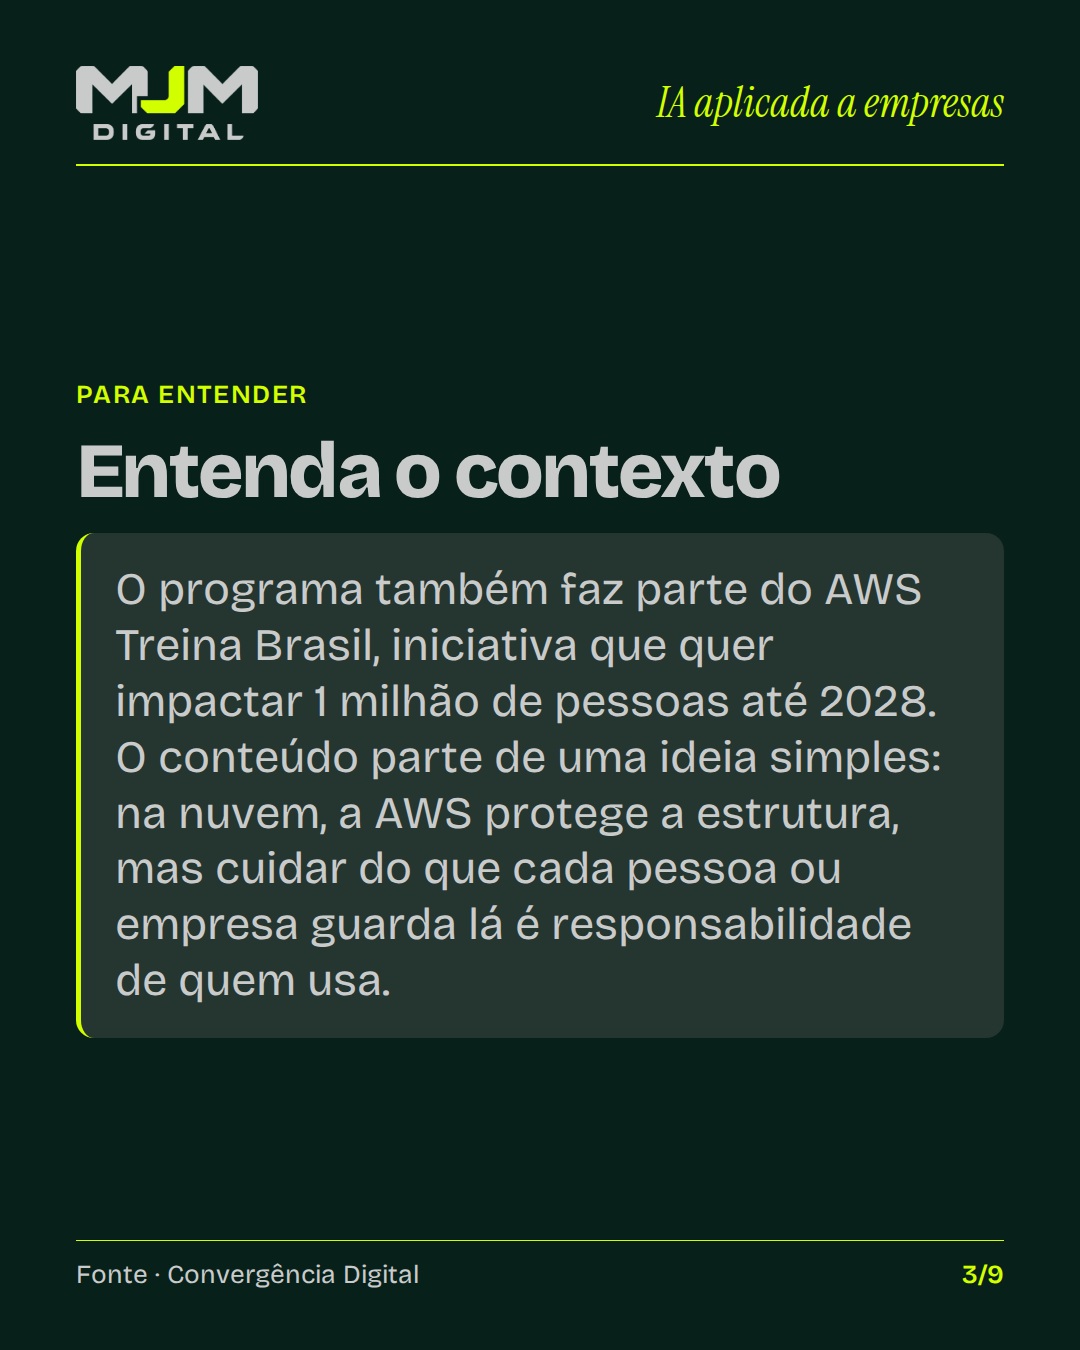 MJM
DIGITAL
IA aplicada a empresas
PARA ENTENDER
Entenda o contexto
O programa também faz parte do AWS
Treina Brasil, iniciativa que quer
impactar 1 milhão de pessoas até 2028.
O conteúdo parte de uma ideia simples:
na nuvem, a AWS protege a estrutura,
mas cuidar do que cada pessoa ou
empresa guarda lá é responsabilidade
de quem usa.
Fonte · Convergência Digital
3/9